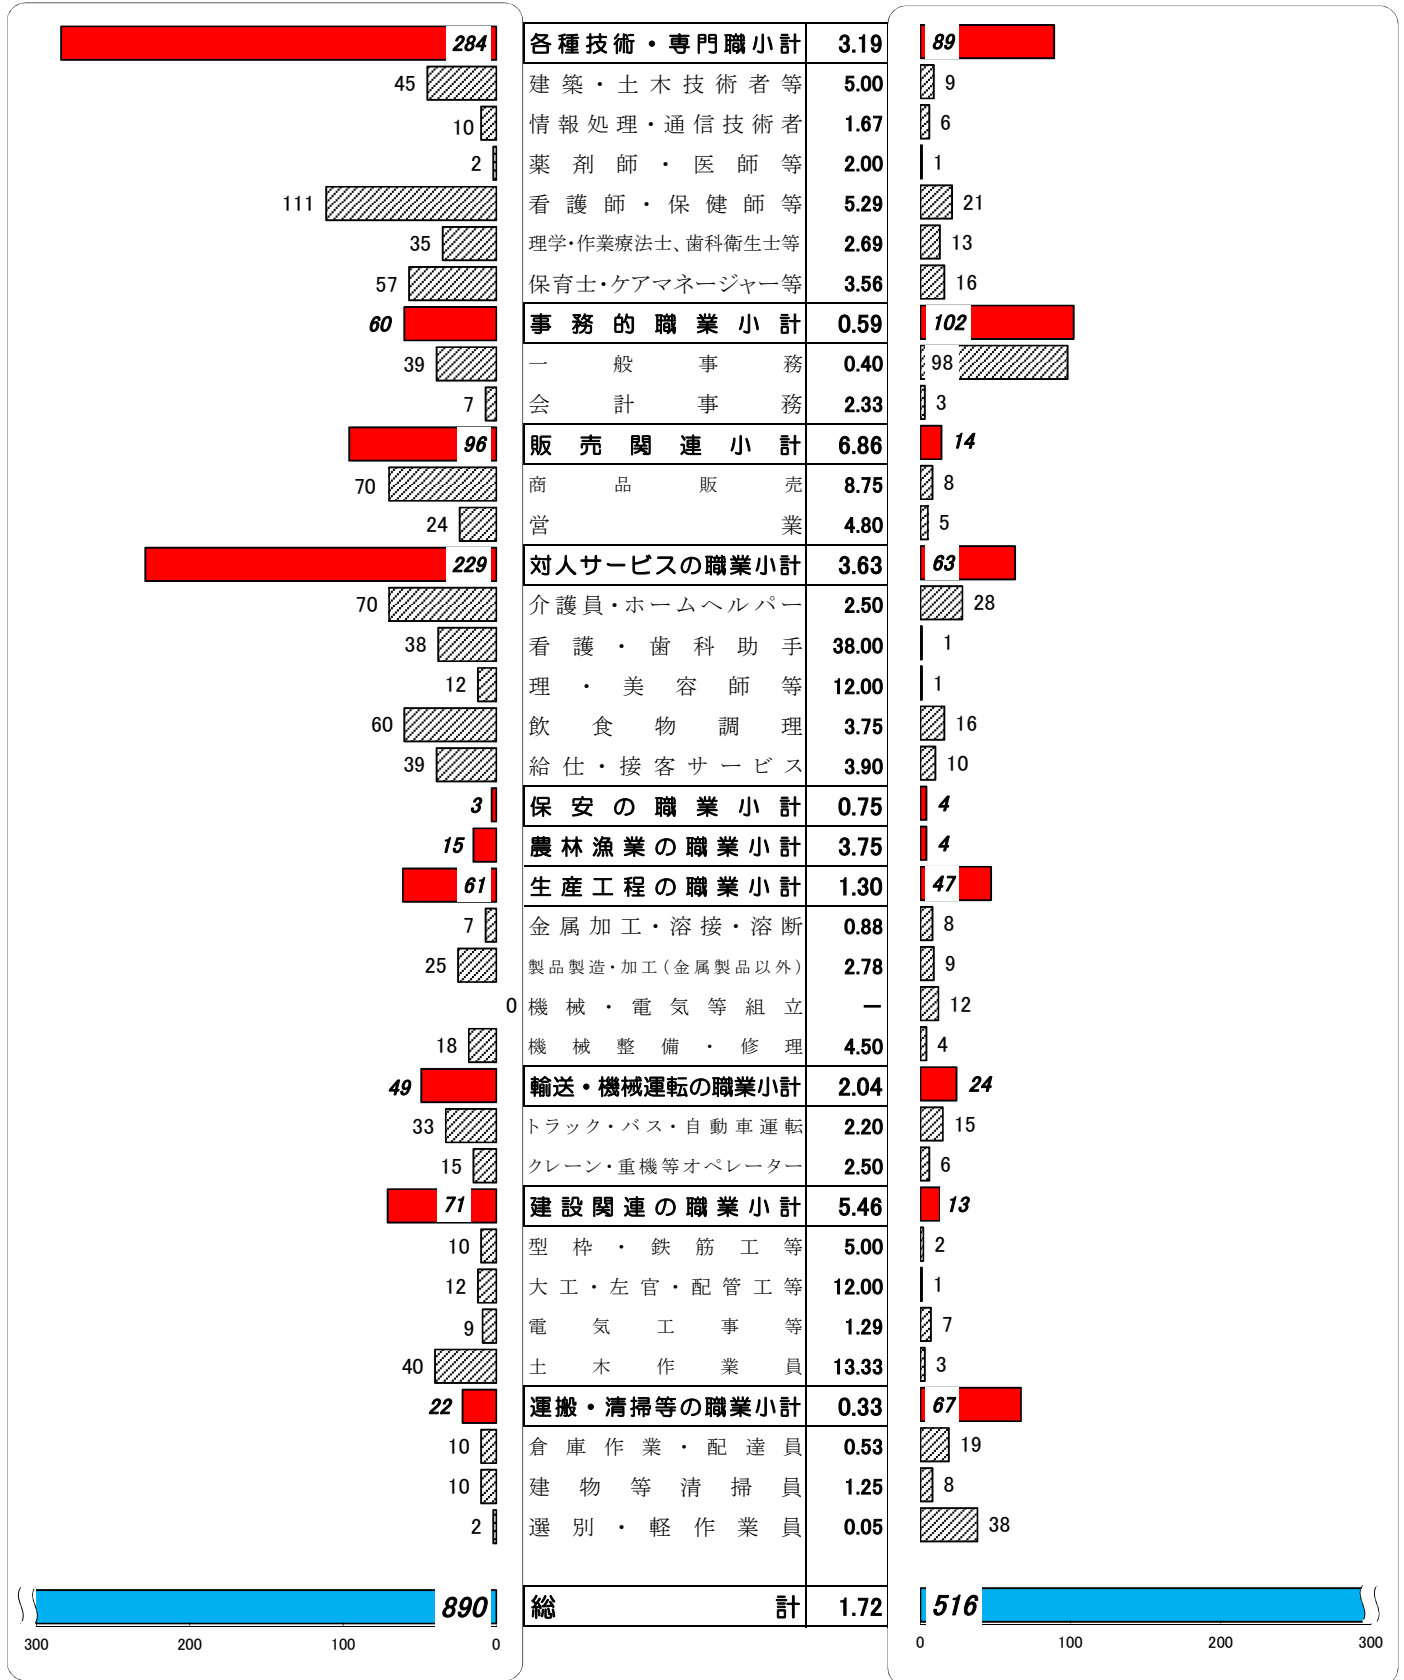 284 各種技術・専門職小計 3.19 89
45 建築・土木技術者等 5.00 9
10 情報処理・通信技術者 1.67 6
2 薬剤師・医師等 2.00 1
111 看護師・保健師等 5.29 21
35 理学・作業療法士、歯科衛生士等 2.69 13
57 保育士・ケアマネージャー等 3.56 16
60 事務的職業小計 0.59 102
39 一般事務 0.40 98
7 会計事務 2.33 3
96 販売関連小計 6.86 14
70 商品販売 8.75 8
24 営業 4.80 5
229 対人サービスの職業小計 3.63 63
70 介護員・ホームヘルパー 2.50 28
38 看護・歯科助手 38.00 1
12 理・美容師等 12.00 1
60 飲食物調理 3.75 16
39 給仕・接客サービス 3.90 10
3 保安の職業小計 0.75 4
15 農林漁業の職業小計 3.75 4
61 生産工程の職業小計 1.30 47
7 金属加工・溶接・溶断 0.88 8
25 製品製造・加工(金属製品以外) 2.78 9
0 機械・電気等組立 ― 12
18 機械整備・修理 4.50 4
49 輸送・機械運転の職業小計 2.04 24
33 トラック・バス・自動車運転 2.20 15
15 クレーン・重機等オペレーター 2.50 6
71 建設関連の職業小計 5.46 13
10 型枠・鉄筋工等 5.00 2
12 大工・左官・配管工等 12.00 1
9 電気工事等 1.29 7
40 土木作業員 13.33 3
22 運搬・清掃等の職業小計 0.33 67
10 倉庫作業・配達員 0.53 19
10 建物等清掃員 1.25 8
2 選別・軽作業員 0.05 38
890 総計 1.72 516
300 200 100 0 0 100 200 300